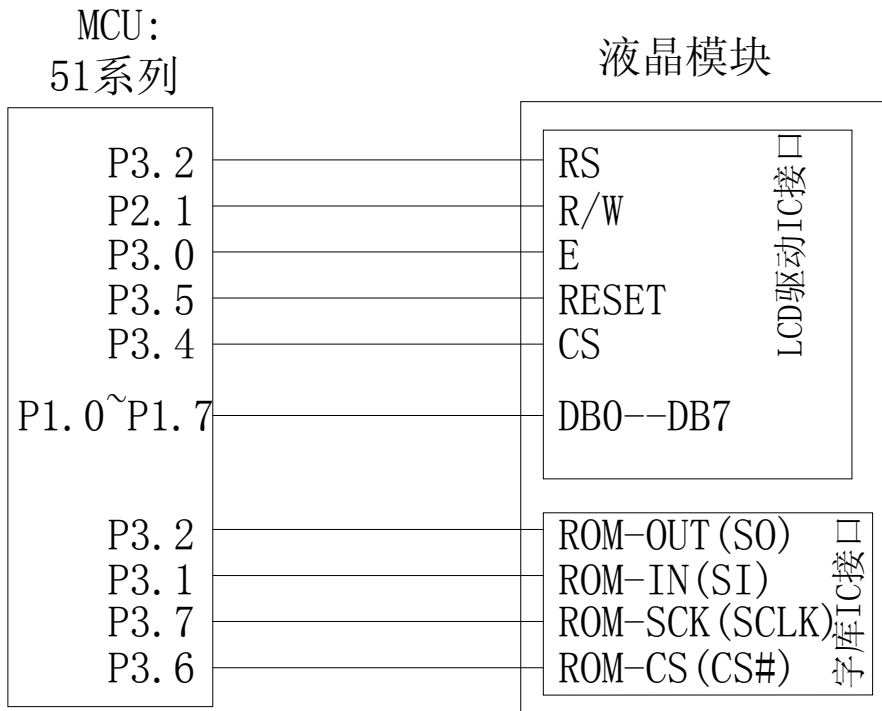 MCU:
51系列
液晶模块
P3.2
P2.1
P3.0
P3.5
P3.4
P1.0~P1.7
P3.2
P3.1
P3.7
P3.6
RS
R/W
E
RESET
CS
DB0--DB7
LCD驱动IC接口
ROM-OUT(SO)
ROM-IN(SI)
ROM-SCK(SCLK)
ROM-CS(CS#)
字库IC接口